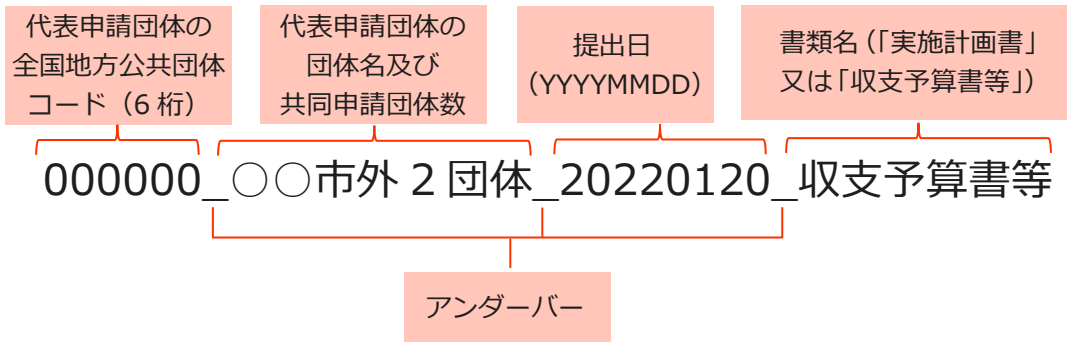 代表申請団体の
全国地方公共団体
コード（6 桁）
代表申請団体の
団体名及び
共同申請団体数
提出日
（YYYYMMDD）
書類名（「実施計画書」
又は「収支予算書等」）
000000_○○市外 2 団体_20220120_収支予算書等
アンダーバー